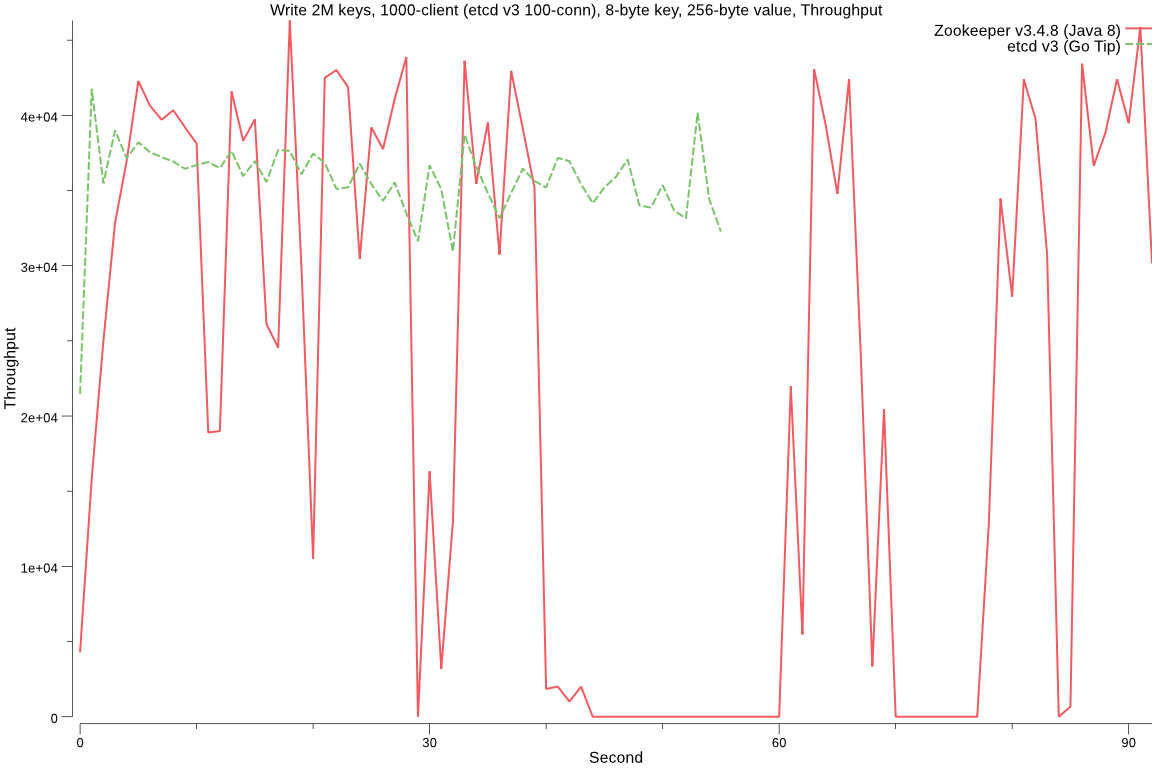 Write 2M keys, 1000-client (etcd v3 100-conn), 8-byte key, 256-byte value, Throughput
Zookeeper v3.4.8 (Java 8)
etcd v3 (Go Tip)
4e+04
3e+04
2e+04
1e+04
0
Throughput
0
30
60
90
Second